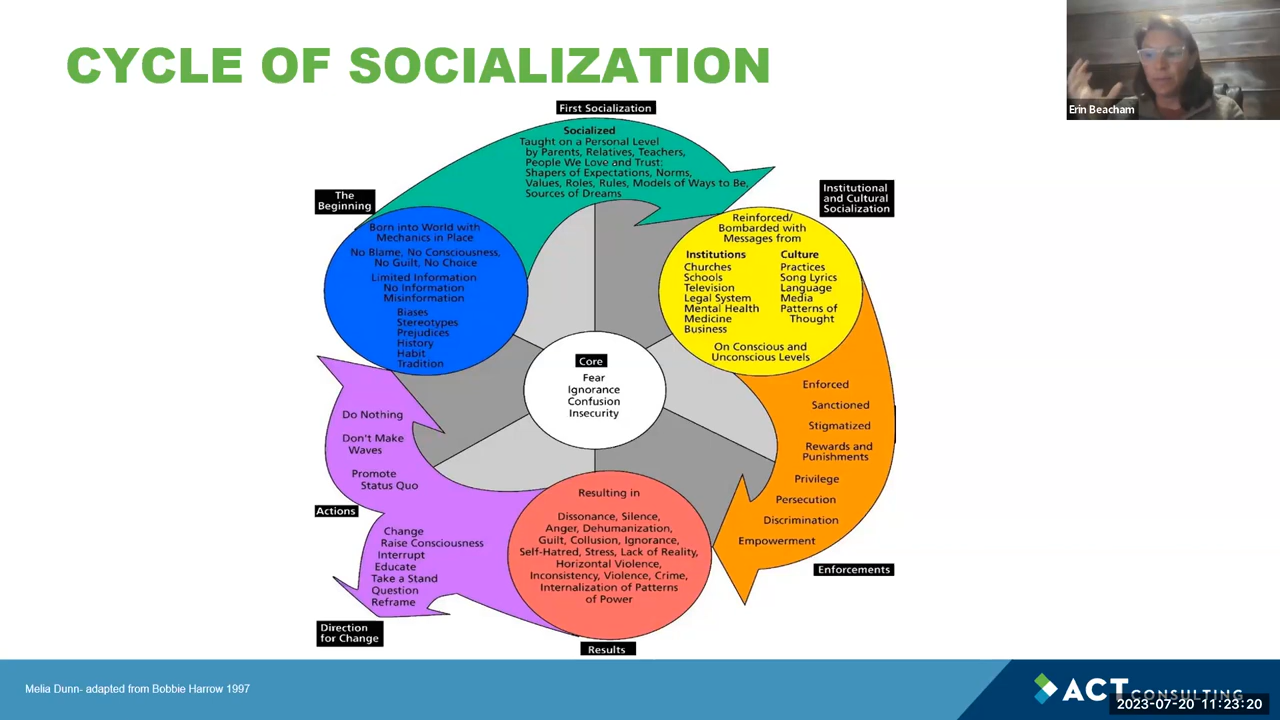 CYCLE OF SOCIALIZATION
Erin Beacham
First Socialization
Socialized
Taught on a Personal Level
by Parents, Relatives, Teachers,
People We Love and Trust:
Shapers of Expectations, Norms,
Values, Roles, Rules, Models of Ways to Be,
Sources of Dreams
The
Beginning
Born into World with
Mechanics in Place
No Blame, No Consciousness,
No Guilt, No Choice
Limited Information
No Information
Misinformation
Biases
Stereotypes
Prejudices
History
Habit
Tradition
Institutional
and Cultural
Socialization
Reinforced/
Bombarded with
Messages from
Institutions
Churches
Schools
Television
Legal System
Mental Health
Medicine
Business
Culture
Practices
Song Lyrics
Language
Media
Patterns of
Thought
On Conscious and
Unconscious Levels
Core
Fear
Ignorance
Confusion
Insecurity
Enforced
Sanctioned
Stigmatized
Rewards and
Punishments
Privilege
Persecution
Discrimination
Empowerment
Enforcements
Resulting in
Dissonance, Silence,
Anger, Dehumanization,
Guilt, Collusion, Ignorance,
Self-Hatred, Stress, Lack of Reality,
Horizontal Violence,
Inconsistency, Violence, Crime,
Internalization of Patterns
of Power
Results
Do Nothing
Don't Make
Waves
Promote
Status Quo
Actions
Change
Raise Consciousness
Interrupt
Educate
Take a Stand
Question
Reframe
Direction
for Change
Melia Dunn- adapted from Bobbie Harrow 1997
ACT CONSULTING
2023-07-20 11:23:20